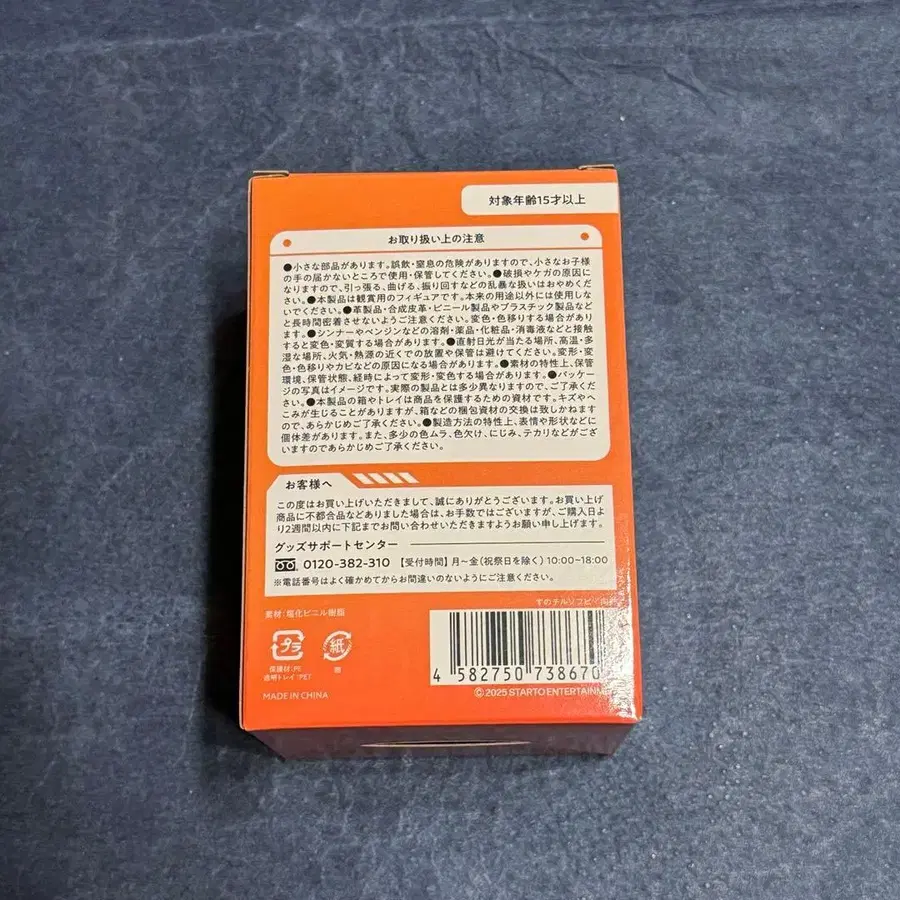 対象年齢15才以上
お取り扱い上の注意
●小さな部品があります。誤飲・窒息の危険がありますので、小さなお子様
の手の届かないところで使用・保管してください。●破損やケガの原因に
なりますので、引っ張る、曲げる、振り回すなどの乱暴な扱いはおやめくだ
さい。●本製品は観賞用のフィギュアです。本来の用途以外には使用しな
いでください。●革製品・合成皮革・ビニール製品やプラスチック製品など
と長時間密着させないようご注意ください。変色・色移りする場合があり
ます。●シンナーやベンジンなどの溶剤・薬品・化粧品・消毒液などと接触
すると変色・変質する場合があります。●直射日光が当たる場所、高温・多
湿な場所、火気・熱源の近くでの放置や保管は避けてください。変形・変
色・色移りやカビなどの原因になる場合があります。●素材の特性上、保管
環境、保管状態、経時によって変形・変色する場合があります。●パッケー
ジの写真はイメージです。実際の製品とは多少異なりますので、ご了承くだ
さい。●本製品の箱やトレイは商品を保護するための資材です。キズやへ
こみが生じることがありますが、箱などの梱包資材の交換は致しかねます
ので、あらかじめご了承ください。●製造方法の特性上、表情や形状などに
個体差があります。また、多少の色ムラ、色欠け、にじみ、テカリなどがござ
いますのであらかじめご了承ください。
お客様へ
この度はお買い上げいただきまして、誠にありがとうございます。お買い上げ
商品に不都合品などありました場合は、お手数ではございますが、ご購入日よ
り2週間以内に下記までお問い合わせいただきますようお願い申し上げます。
グッズサポートセンター
0120-382-310 【受付時間】月~金(祝祭日を除く)10:00~18:00
※電話番号はよく確かめてからお間違いのないようにご注意ください。
素材:塩化ビニル樹脂
すのチルソフビ
プラ
紙
保護材:PE
透明トレイ:PET
箱
4 582750 738670
MADE IN CHINA
© 2025 STARTO ENTERTAINME